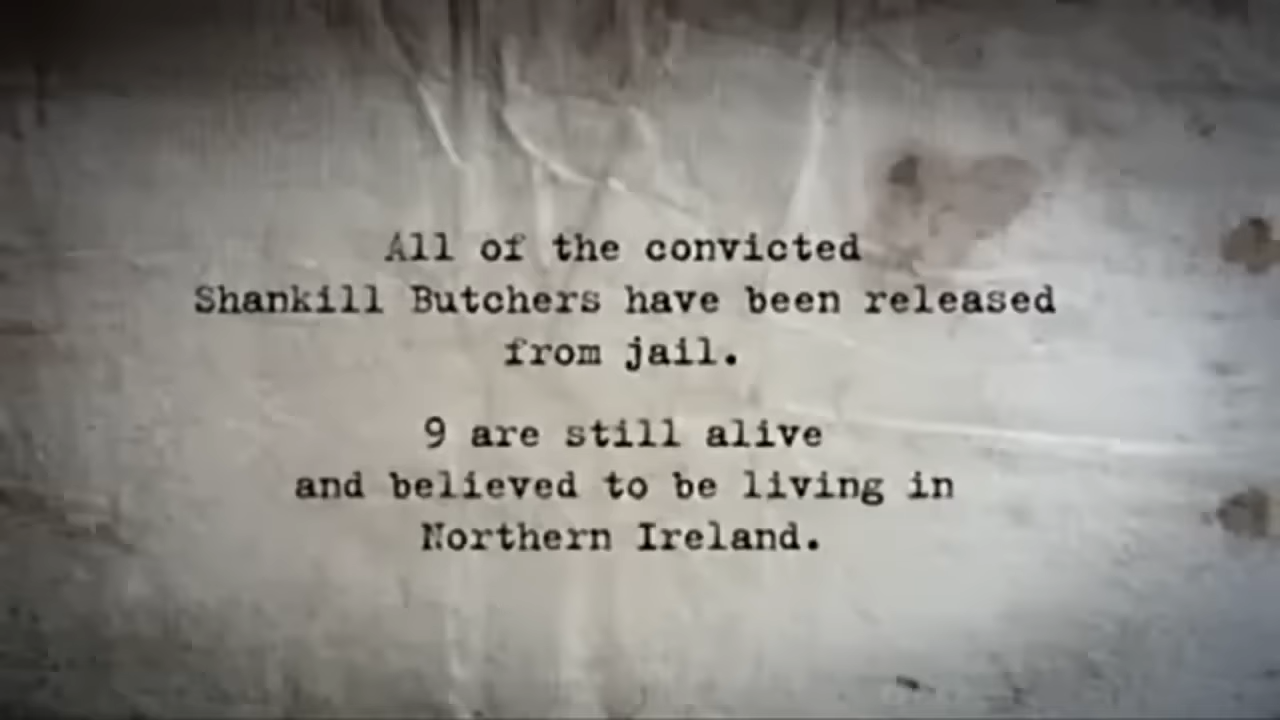 All of the convicted
Shankill Butchers have been released
from jail.
9 are still alive
and believed to be living in
Northern Ireland.